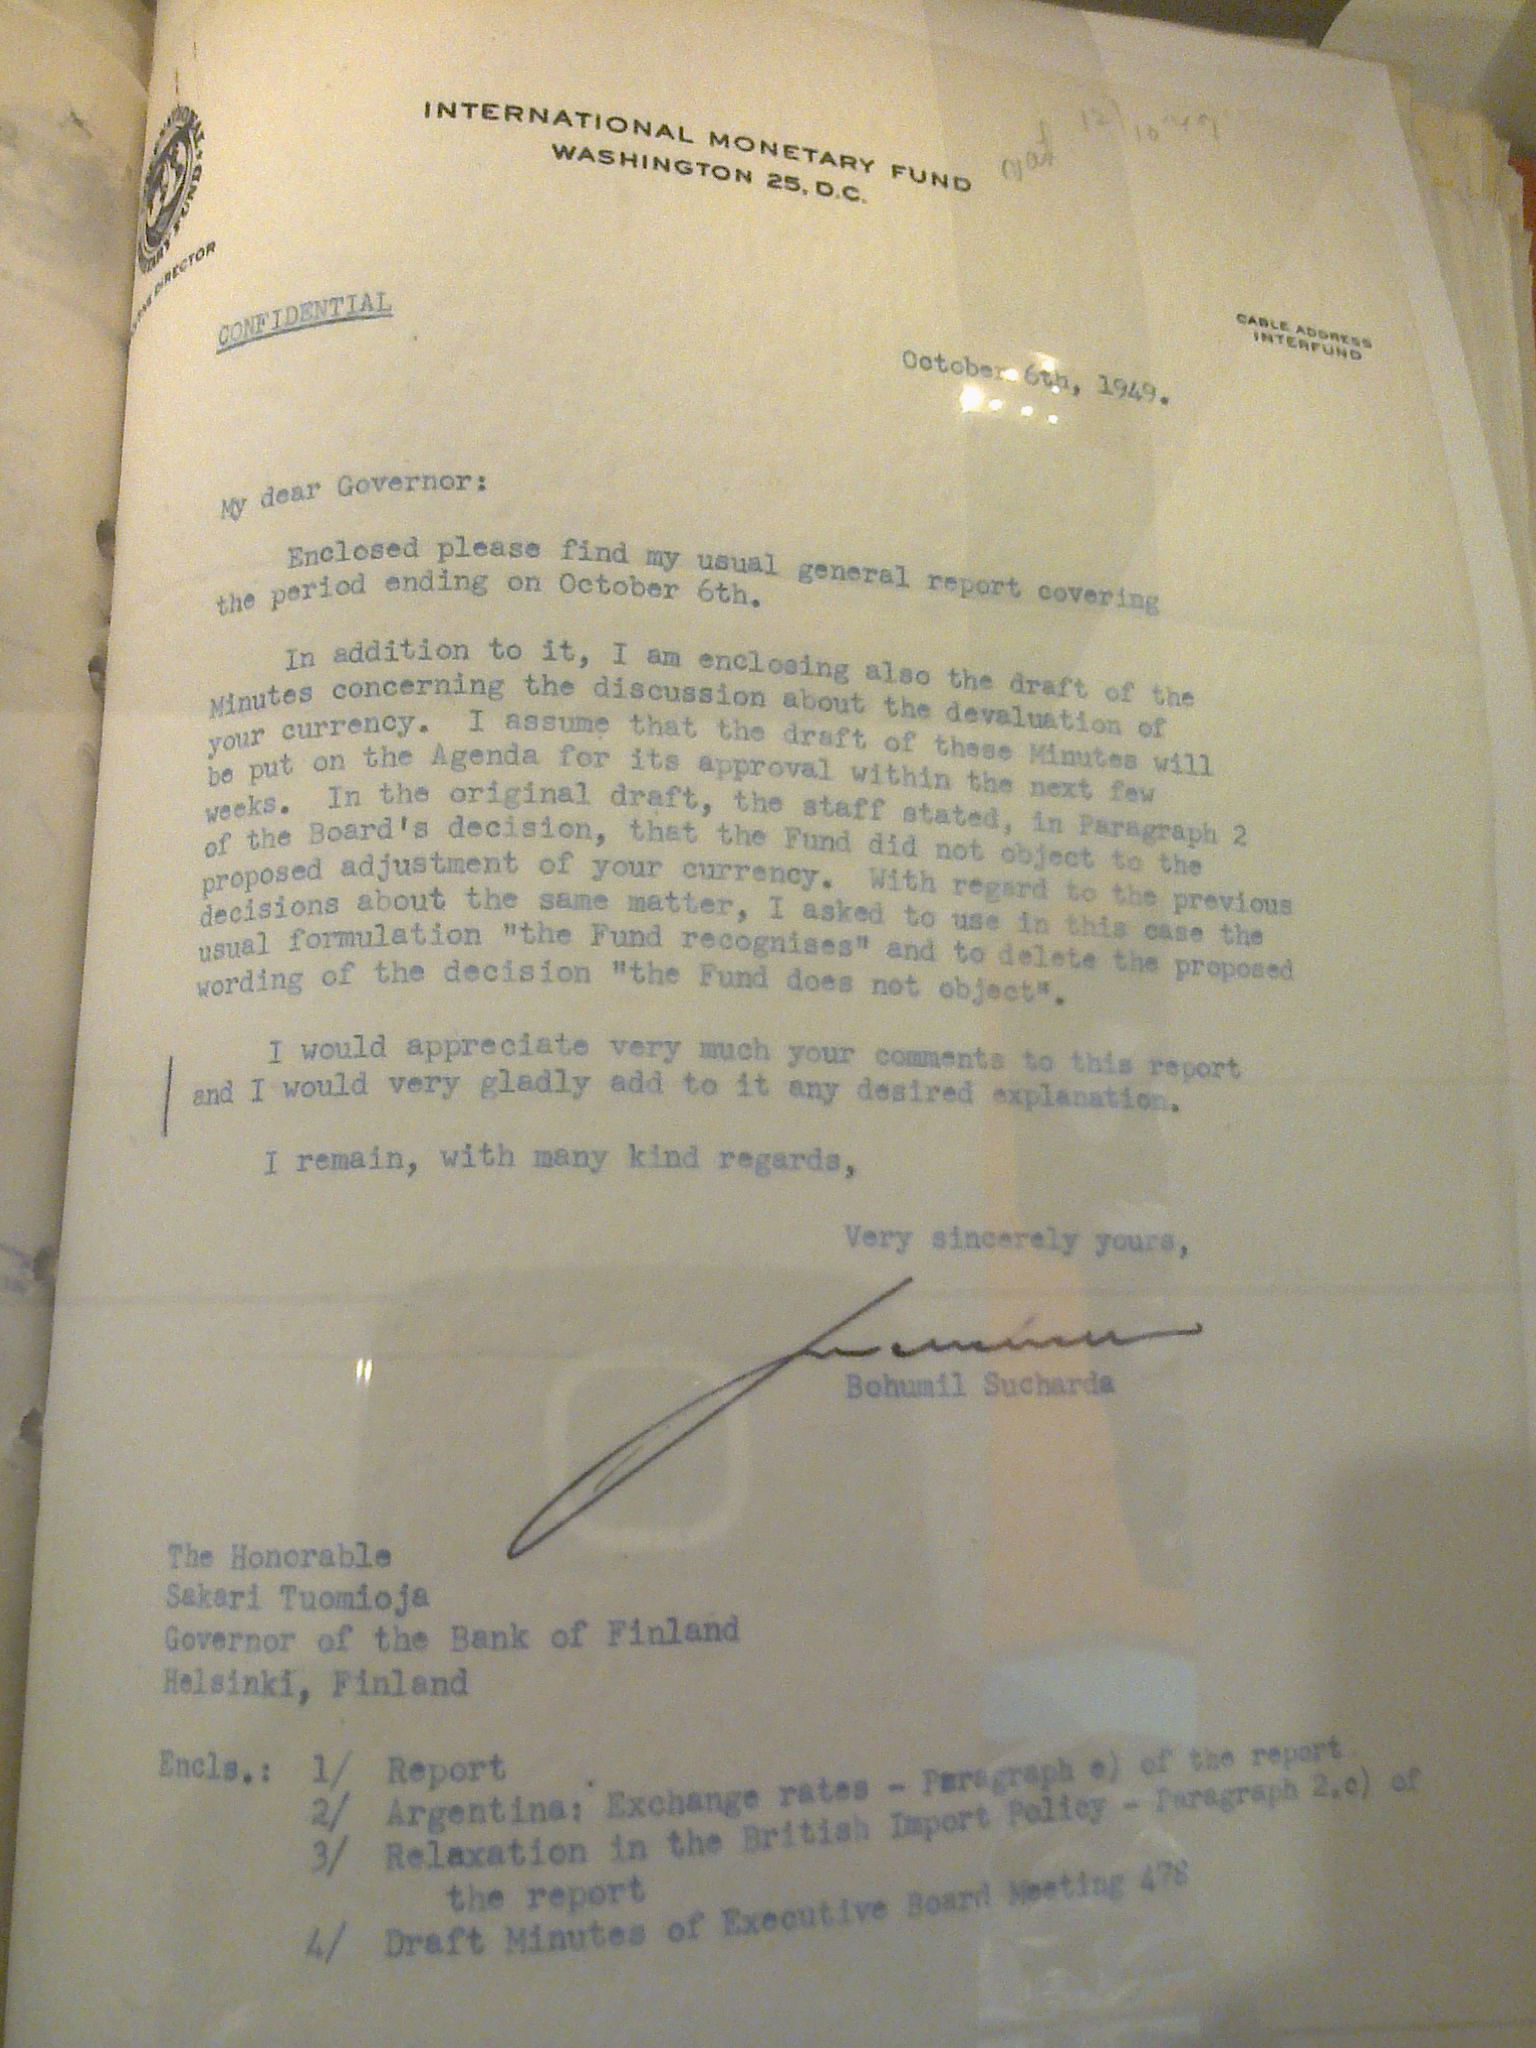 INTERNATIONAL MONETARY FUND
WASHINGTON 25, D.C.
12/10
FUND
DIRECTOR
CONFIDENTIAL
CABLE ADDRESS
INTERFUND
October 6th, 1949.
My dear Governor:
Enclosed please find my usual general report covering
the period ending on October 6th.
In addition to it, I am enclosing also the draft of the
Minutes concerning the discussion about the devaluation of
your currency. I assume that the draft of these Minutes will
be put on the Agenda for its approval within the next few
weeks. In the original draft, the staff stated, in Paragraph 2
of the Board's decision, that the Fund did not object to the
proposed adjustment of your currency. With regard to the previous
decisions about the same matter, I asked to use in this case the
usual formulation "the Fund recognises" and to delete the proposed
wording of the decision "the Fund does not object".
I would appreciate very much your comments to this report
and I would very gladly add to it any desired explanation.
I remain, with many kind regards,
Very sincerely yours,
Bohumil Sucharda
The Honorable
Sakari Tuomioja
Governor of the Bank of Finland
Helsinki, Finland
Encls.: 1/ Report
2/ Argentina: Exchange rates - Paragraph e) of the report
3/ Relaxation in the British Import Policy - Paragraph 2.c) of
the report
4/ Draft Minutes of Executive Board Meeting 478